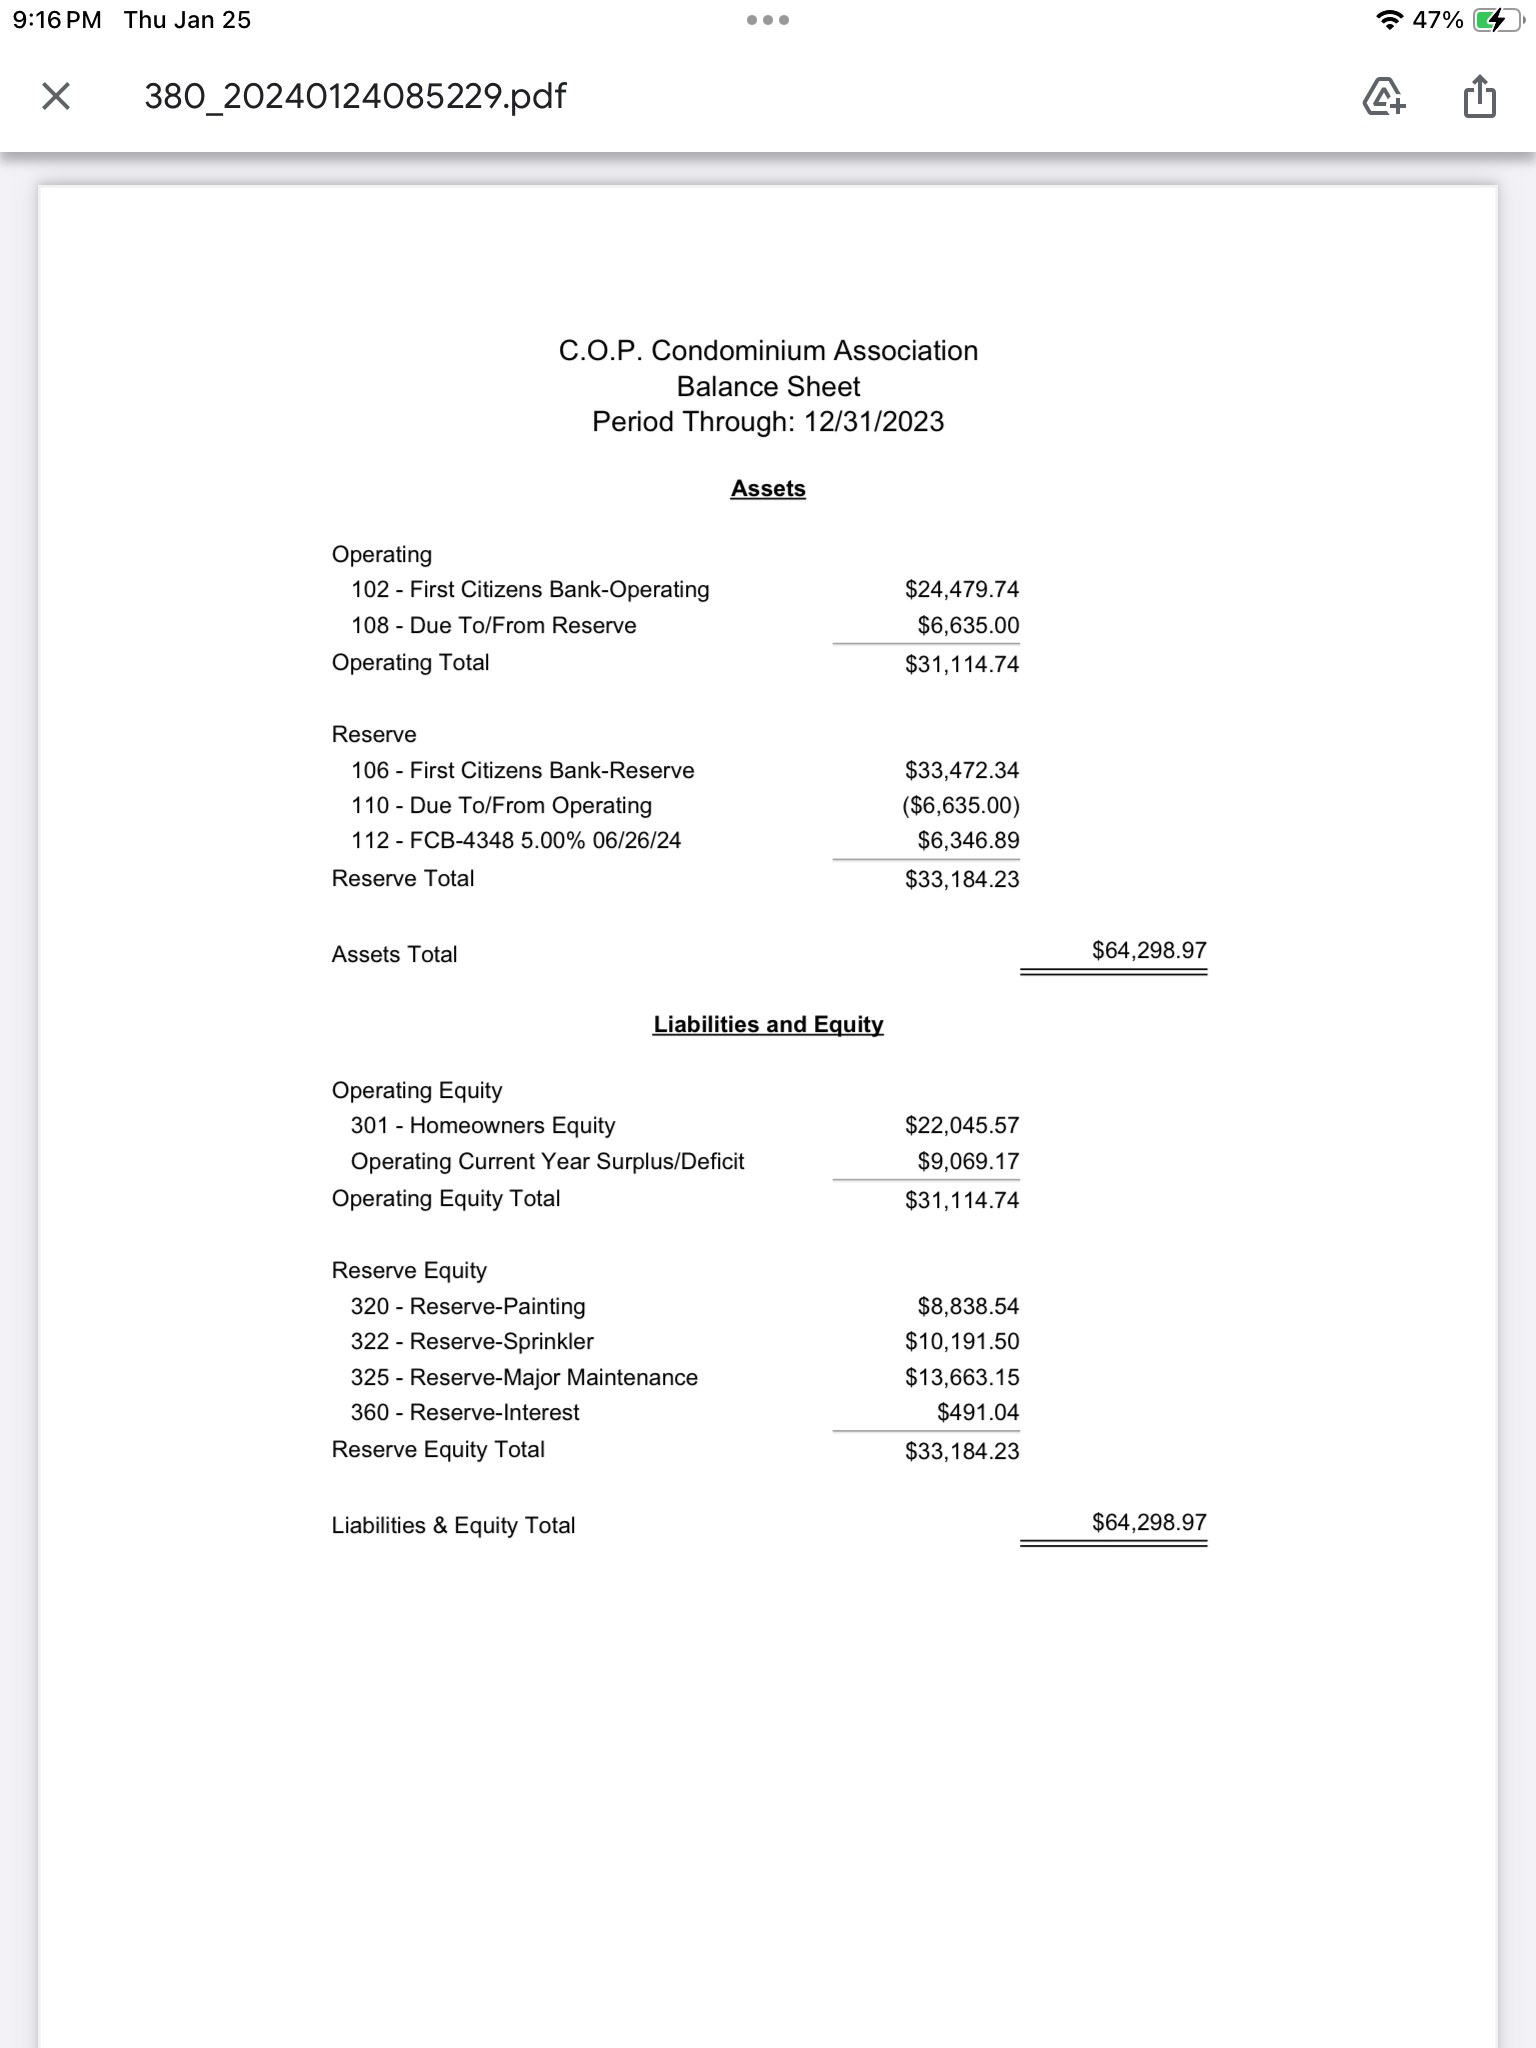 9:16 PM Thu Jan 25 47%
380_20240124085229.pdf
C.O.P. Condominium Association
Balance Sheet
Period Through: 12/31/2023
Assets
Operating
102 - First Citizens Bank-Operating $24,479.74
108 - Due To/From Reserve $6,635.00
Operating Total $31,114.74
Reserve
106 - First Citizens Bank-Reserve $33,472.34
110 - Due To/From Operating ($6,635.00)
112 - FCB-4348 5.00% 06/26/24 $6,346.89
Reserve Total $33,184.23
Assets Total $64,298.97
Liabilities and Equity
Operating Equity
301 - Homeowners Equity $22,045.57
Operating Current Year Surplus/Deficit $9,069.17
Operating Equity Total $31,114.74
Reserve Equity
320 - Reserve-Painting $8,838.54
322 - Reserve-Sprinkler $10,191.50
325 - Reserve-Major Maintenance $13,663.15
360 - Reserve-Interest $491.04
Reserve Equity Total $33,184.23
Liabilities & Equity Total $64,298.97